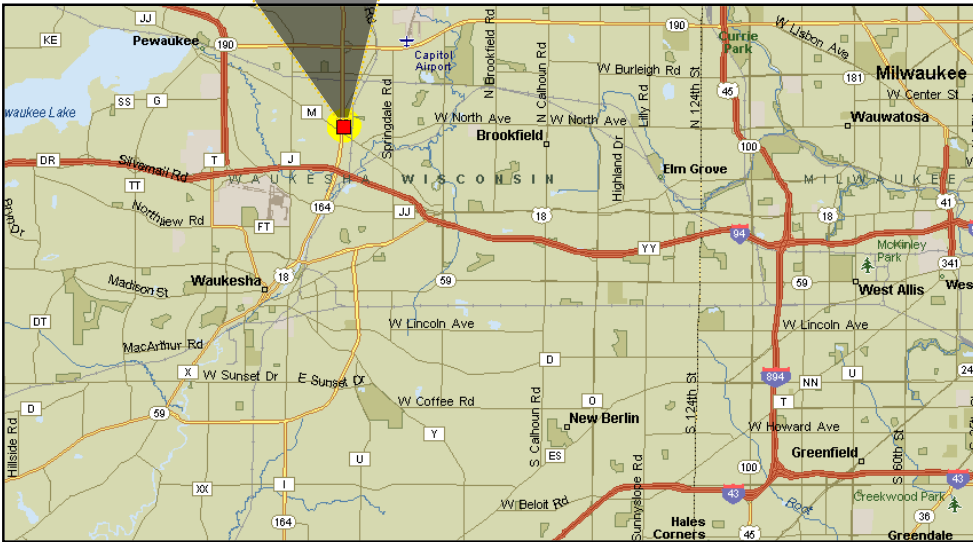 JJ
Rd
190
W Lisbon Ave
Currie
Park
KE
Pewaukee
190
Capitol
Airport
N Brookfield Rd
N Calhoun Rd
W Burleigh Rd
N 124th St
45
181
Milwaukee
W Center St
SS
G
waukee Lake
M
Springdale Rd
W North Ave
Brookfield
W North Ave
Lilly Rd
Wauwatosa
100
DR
Silvernail Rd
T
J
Highland Dr
Elm Grove
TT
WAUKESHA
WISCONSIN
MILWAUKEE
Northview Rd
164
JJ
18
18
41
FT
94
YY
McKinley
Park
341
Waukesha
18
59
59
West Allis
Wes
Madison St
DT
W Lincoln Ave
W Lincoln Ave
MacArthur Rd
D
X
W Sunset Dr
E Sunset Dr
894
NN
U
24
D
59
W Coffee Rd
O
T
S 124th St
Hillside Rd
Y
S Calhoun Rd
New Berlin
W Howard Ave
U
ES
Greenfield
S 60th St
XX
I
Sunnyslope Rd
100
43
43
W Beloit Rd
Root
Creekwood Park
164
Hales
Corners
45
36
Greendale